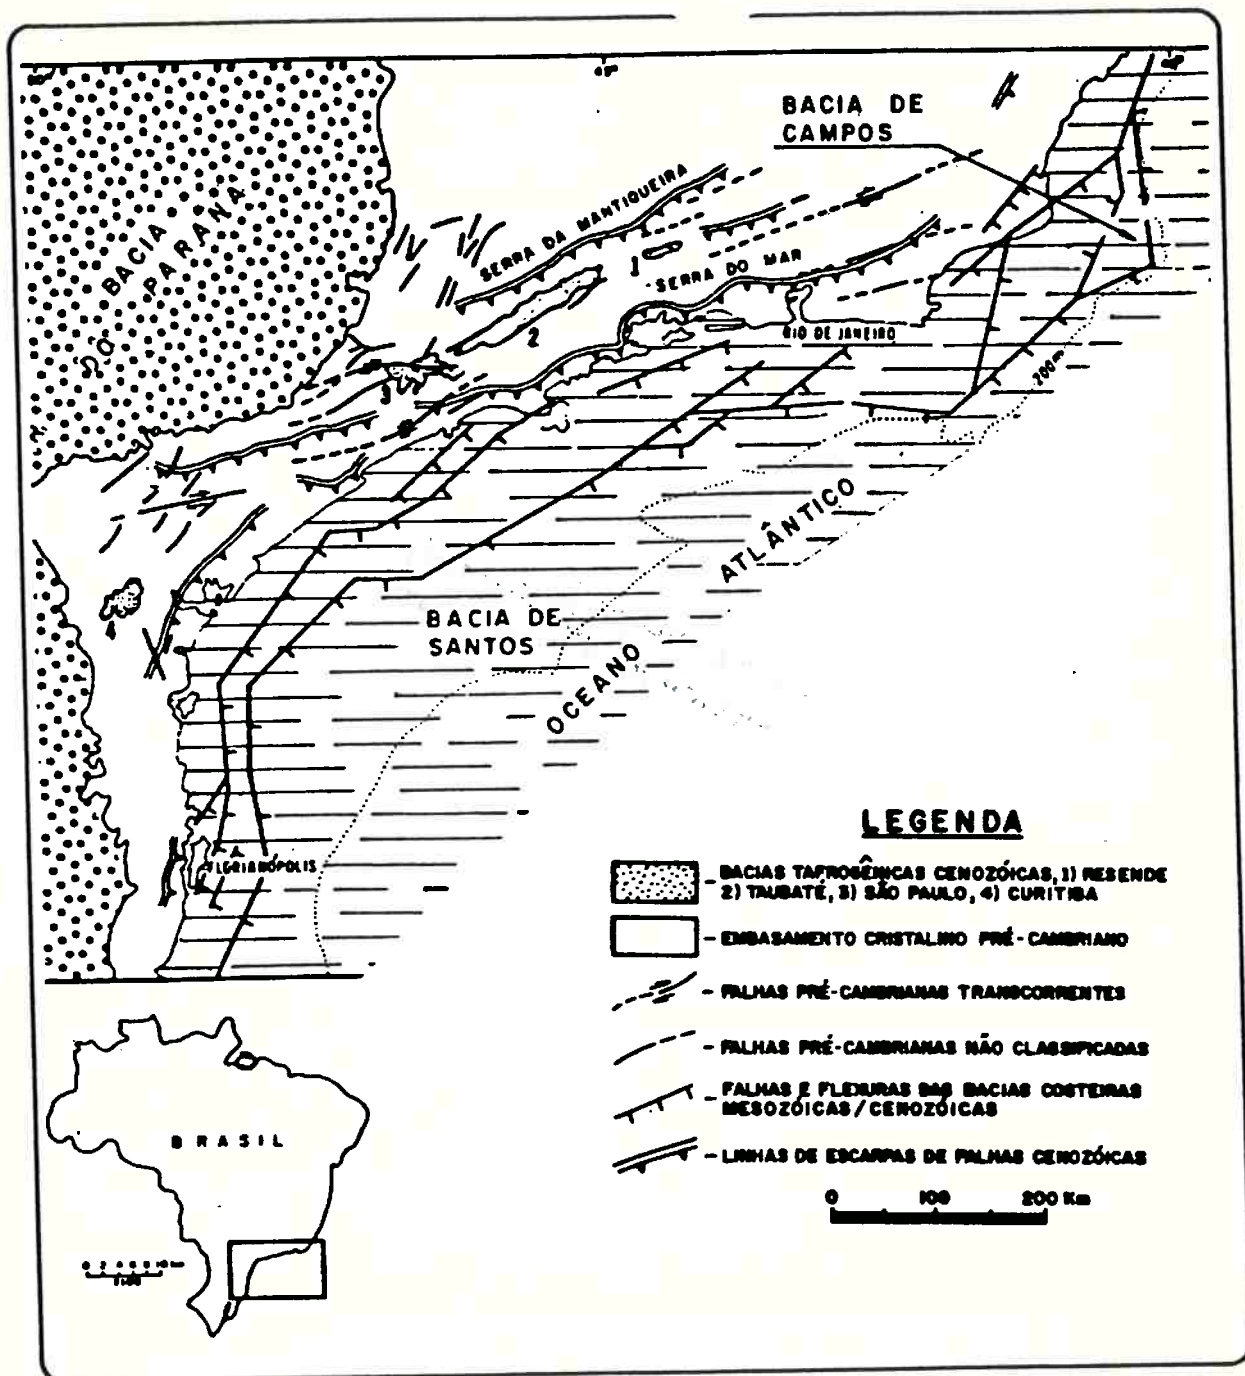 50°
45°
BACIA DE
CAMPOS
BACIA
DO PARANÁ
SERRA DA MANTIQUEIRA
1
SERRA DO MAR
2
RIO DE JANEIRO
3
200m
4
BACIA DE
SANTOS
OCEANO ATLÂNTICO
FLORIANÓPOLIS
LEGENDA
- BACIAS TAFROGÊNICAS CENOZÓICAS, 1) RESENDE
2) TAUBATÉ, 3) SÃO PAULO, 4) CURITIBA
- EMBASAMENTO CRISTALINO PRÉ-CAMBRIANO
- FALHAS PRÉ-CAMBRIANAS TRANSCORRENTES
- FALHAS PRÉ-CAMBRIANAS NÃO CLASSIFICADAS
- FALHAS E FLEXURAS DAS BACIAS COSTEIRAS
MESOZÓICAS/CENOZÓICAS
- LINHAS DE ESCARPAS DE FALHAS CENOZÓICAS
0 100 200 Km
BRASIL